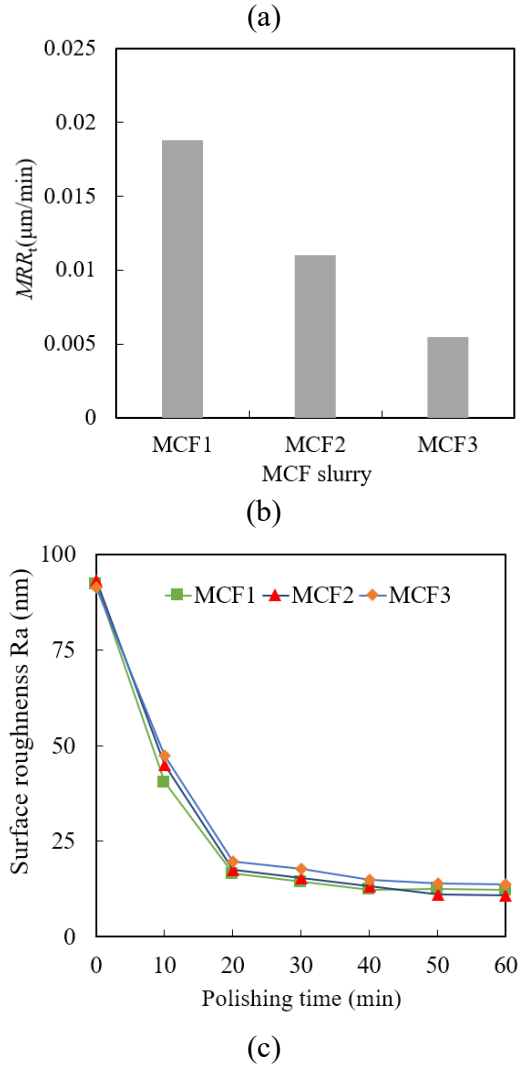 (a)
0.025
0.02
0.015
0.01
0.005
0
MRRt(μm/min)
MCF1 MCF2 MCF3
MCF slurry
(b)
100
75
50
25
0
Surface roughnenss Ra (nm)
MCF1 MCF2 MCF3
0 10 20 30 40 50 60
Polishing time (min)
(c)